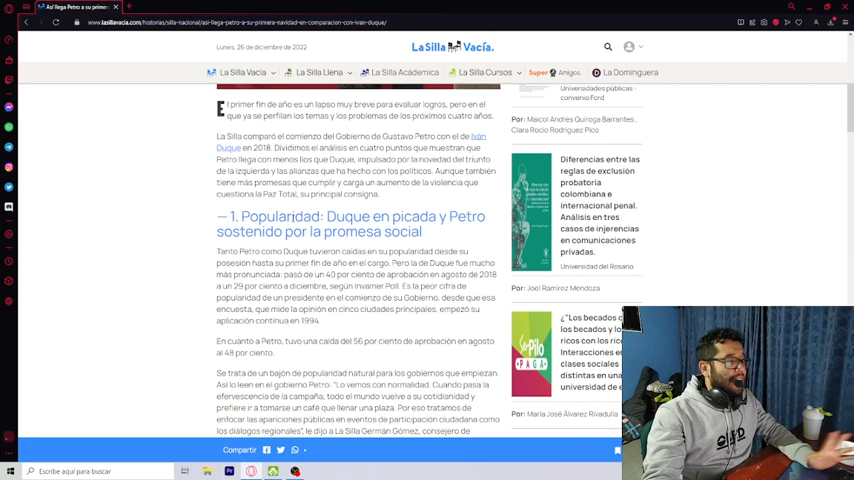 Así llega Petro a su primera
www.lasillavacia.com/historias/silla-nacional/asi-llega-petro-a-su-primera-navidad-en-comparacion-con-ivan-duque/
Lunes, 26 de diciembre de 2022
La Silla Vacía.
La Silla Vacía
La Silla Llena
La Silla Académica
La Silla Cursos
Super Amigos.
La Dominguera
El primer fin de año es un lapso muy breve para evaluar logros, pero en el
que ya se perfilan los temas y los problemas de los próximos cuatro años.
La Silla comparó el comienzo del Gobierno de Gustavo Petro con el de Iván
Duque en 2018. Dividimos el análisis en cuatro puntos que muestran que
Petro llega con menos líos que Duque, impulsado por la novedad del triunfo
de la izquierda y las alianzas que ha hecho con los políticos. Aunque también
tiene más promesas que cumplir y carga un aumento de la violencia que
cuestiona la Paz Total, su principal consigna.
— 1. Popularidad: Duque en picada y Petro
sostenido por la promesa social
Tanto Petro como Duque tuvieron caídas en su popularidad desde su
posesión hasta su primer fin de año en el cargo. Pero la de Duque fue mucho
más pronunciada: pasó de un 40 por ciento de aprobación en agosto de 2018
a un 29 por ciento a diciembre, según Invamer Poll. Es la peor cifra de
popularidad de un presidente en el comienzo de su Gobierno, desde que esa
encuesta, que mide la opinión en cinco ciudades principales, empezó su
aplicación continua en 1994.
En cuanto a Petro, tuvo una caída del 56 por ciento de aprobación en agosto
al 48 por ciento.
Se trata de un bajón de popularidad natural para los gobiernos que empiezan.
Así lo leen en el gobierno Petro: "Lo vemos con normalidad. Cuando pasa la
efervescencia de la campaña, todo el mundo vuelve a su cotidianidad y
prefiere ir a tomarse un café que llenar una plaza. Por eso tratamos de
enfocar las apariciones públicas en eventos de participación ciudadana como
los diálogos regionales", le dijo a La Silla Germán Gómez, consejero de
Universidades públicas -
convenio Ford
Por: Maicol Andrés Quiroga Barrantes ,
Clara Rocío Rodríguez Pico
Diferencias entre las
reglas de exclusión
probatoria
colombiana e
internacional penal.
Análisis en tres
casos de injerencias
en comunicaciones
privadas.
Universidad del Rosario
Por: Joel Ramirez Mendoza
Ser Pilo
PAGA
¿"Los becados c
los becados y lo
ricos con los ric
Interacciones en
clases sociales
distintas en una
universidad de e
Por: María José Álvarez Rivadulla
Compartir
Escribe aquí para buscar